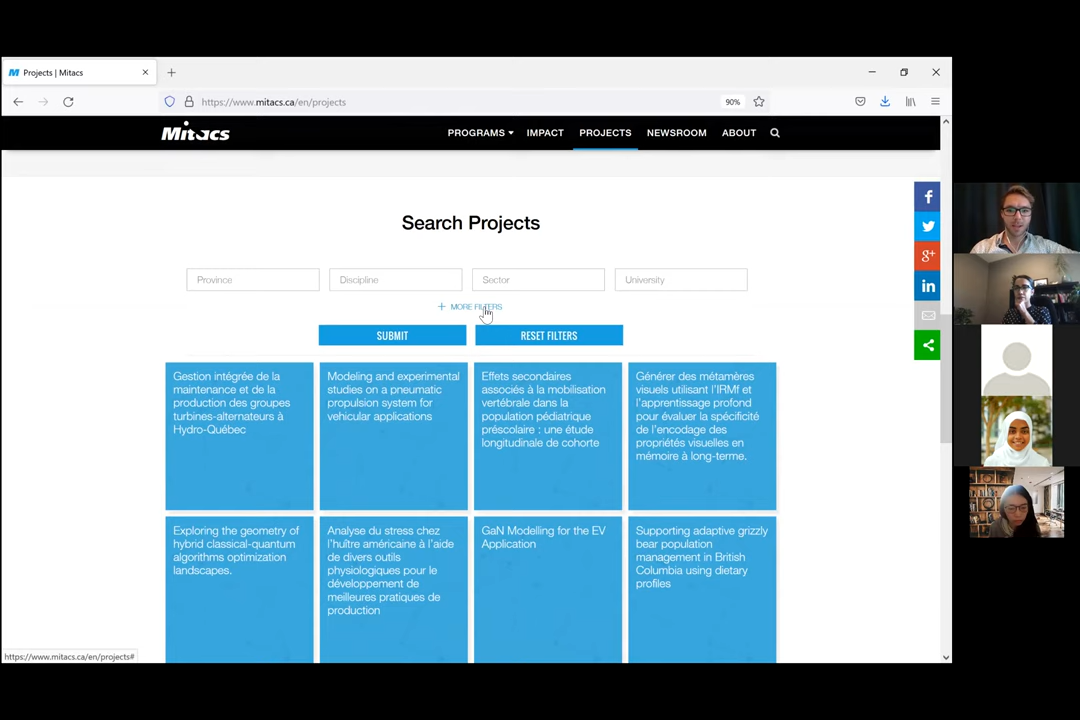 Projects | Mitacs
https://www.mitacs.ca/en/projects
90%
Mitacs
PROGRAMS
IMPACT
PROJECTS
NEWSROOM
ABOUT
Search Projects
Province
Discipline
Sector
University
+ MORE FILTERS
SUBMIT
RESET FILTERS
Gestion intégrée de la
maintenance et de la
production des groupes
turbines-alternateurs à
Hydro-Québec
Modeling and experimental
studies on a pneumatic
propulsion system for
vehicular applications
Effets secondaires
associés à la mobilisation
vertébrale dans la
population pédiatrique
préscolaire : une étude
longitudinale de cohorte
Générer des métamères
visuels utilisant l'IRMf et
l'apprentissage profond
pour évaluer la spécificité
de l'encodage des
propriétés visuelles en
mémoire à long-terme.
Exploring the geometry of
hybrid classical-quantum
algorithms optimization
landscapes.
Analyse du stress chez
l'huître américaine à l'aide
de divers outils
physiologiques pour le
développement de
meilleures pratiques de
production
GaN Modelling for the EV
Application
Supporting adaptive grizzly
bear population
management in British
Columbia using dietary
profiles
https://www.mitacs.ca/en/projects#